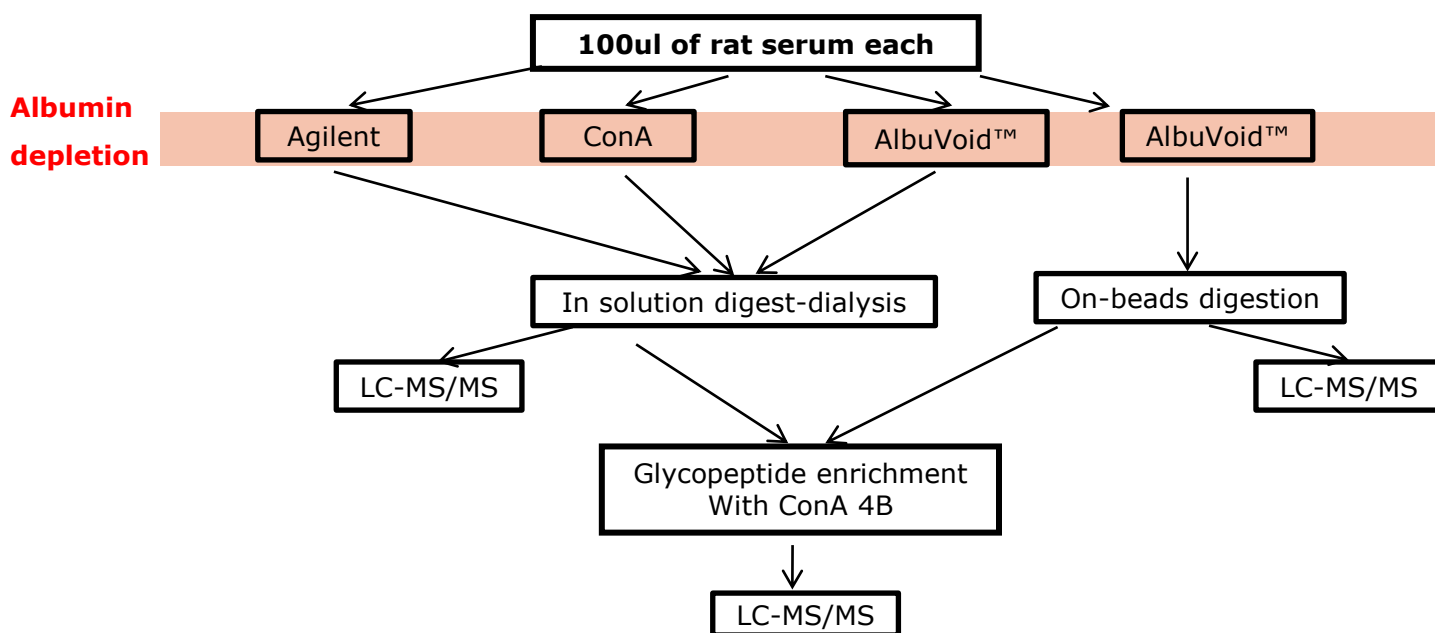 100ul of rat serum each
Albumin
depletion
Agilent
ConA
AlbuVoid™
AlbuVoid™
In solution digest-dialysis
On-beads digestion
LC-MS/MS
LC-MS/MS
Glycopeptide enrichment
With ConA 4B
LC-MS/MS